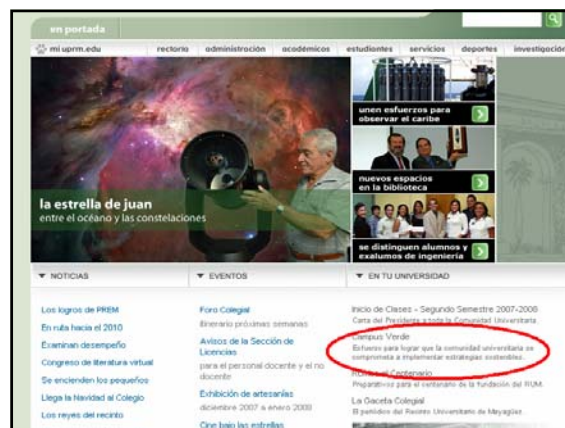 en portada
mi uprm.edu rectoría administración académicos estudiantes servicios deportes investigación
unen esfuerzos para
observar el caribe
nuevos espacios
en la biblioteca
se distinguen alumnos y
exalumos de ingeniería
la estrella de juan
entre el océano y las constelaciones
NOTICIAS
Los logros de PREM
En ruta hacia el 2010
Examinan desempeño
Congreso de literatura virtual
Se encienden los pequeños
Llega la Navidad al Colegio
Los reyes del recinto
EVENTOS
Foro Colegial
Itinerario próximas semanas
Avisos de la Sección de
Licencias
para el personal docente y el no
docente
Exhibición de artesanías
diciembre 2007 a enero 2008
Cine bajo las estrellas
EN TU UNIVERSIDAD
Inicio de Clases - Segundo Semestre 2007-2008
Carta del Presidente a toda la Comunidad Universitaria.
Campus Verde
Esfuerzo para lograr que la comunidad universitaria se
comprometa a implementar estrategias sostenibles.
al Centenario
Preparativos para el centenario de la fundación del RUM.
La Gaceta Colegial
El periódico del Recinto Universitario de Mayagüez.